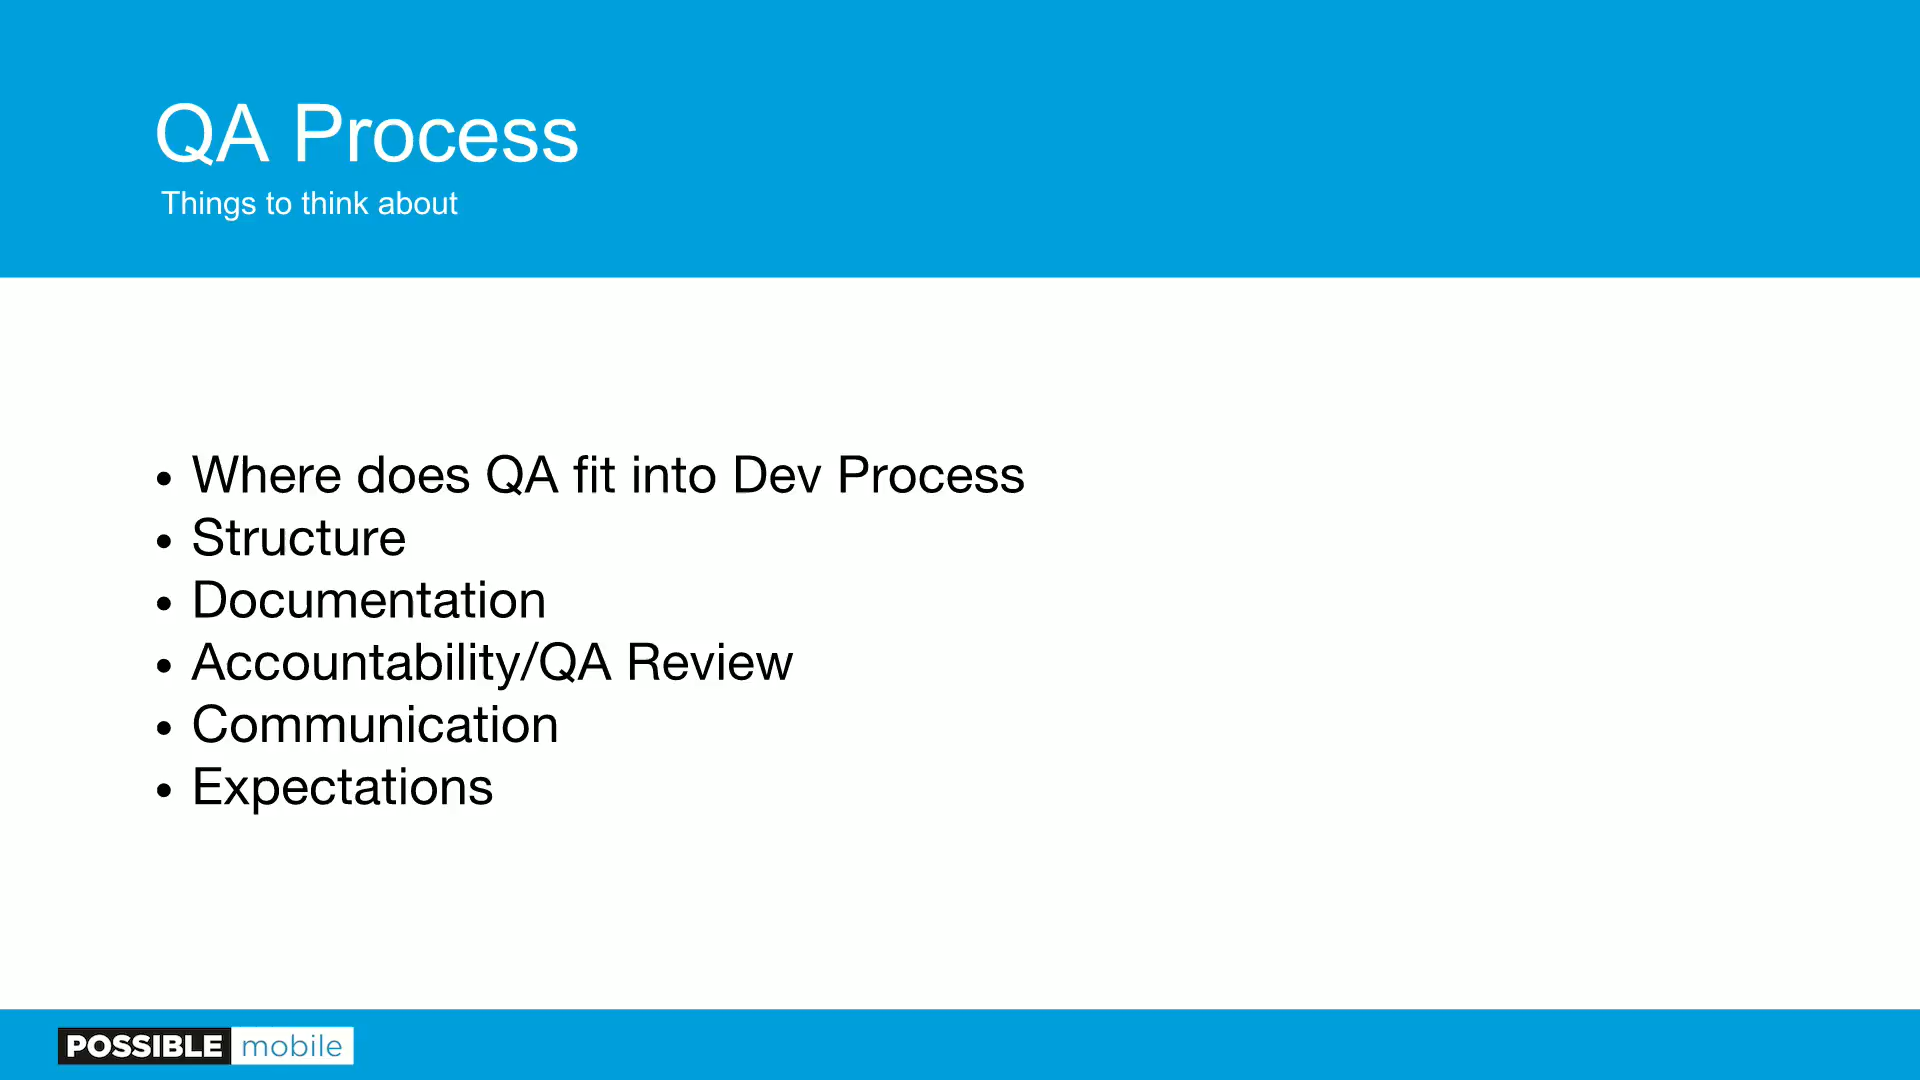 QA Process
Things to think about
• Where does QA fit into Dev Process
• Structure
• Documentation
• Accountability/QA Review
• Communication
• Expectations
POSSIBLE mobile